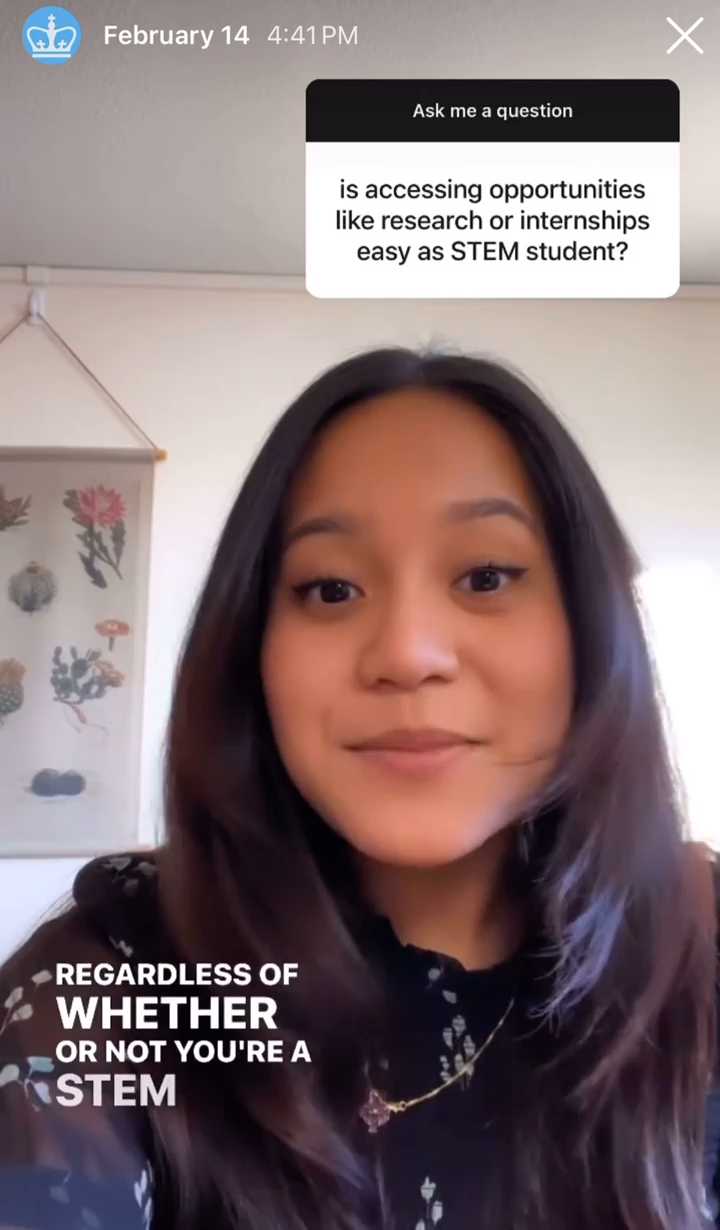 February 14 4:41 PM
Ask me a question
is accessing opportunities
like research or internships
easy as STEM student?
REGARDLESS OF
WHETHER
OR NOT YOU'RE A
STEM